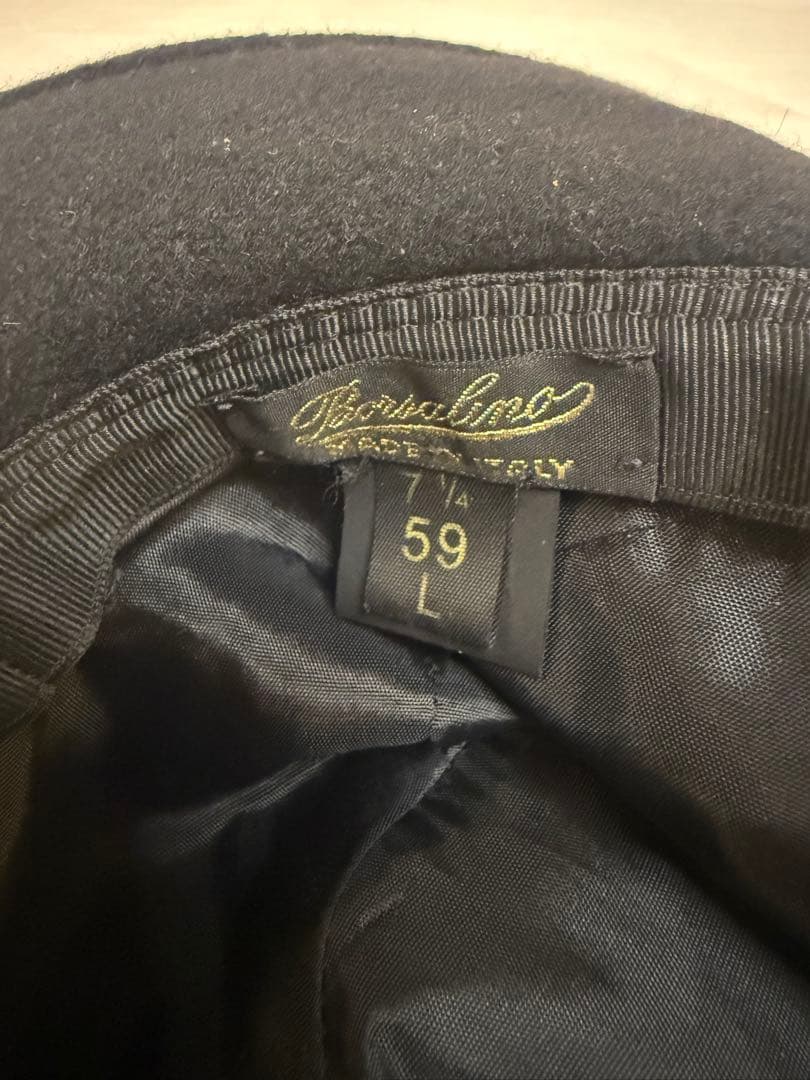 Borsalino
MADE IN ITALY
7 1/4
59
L